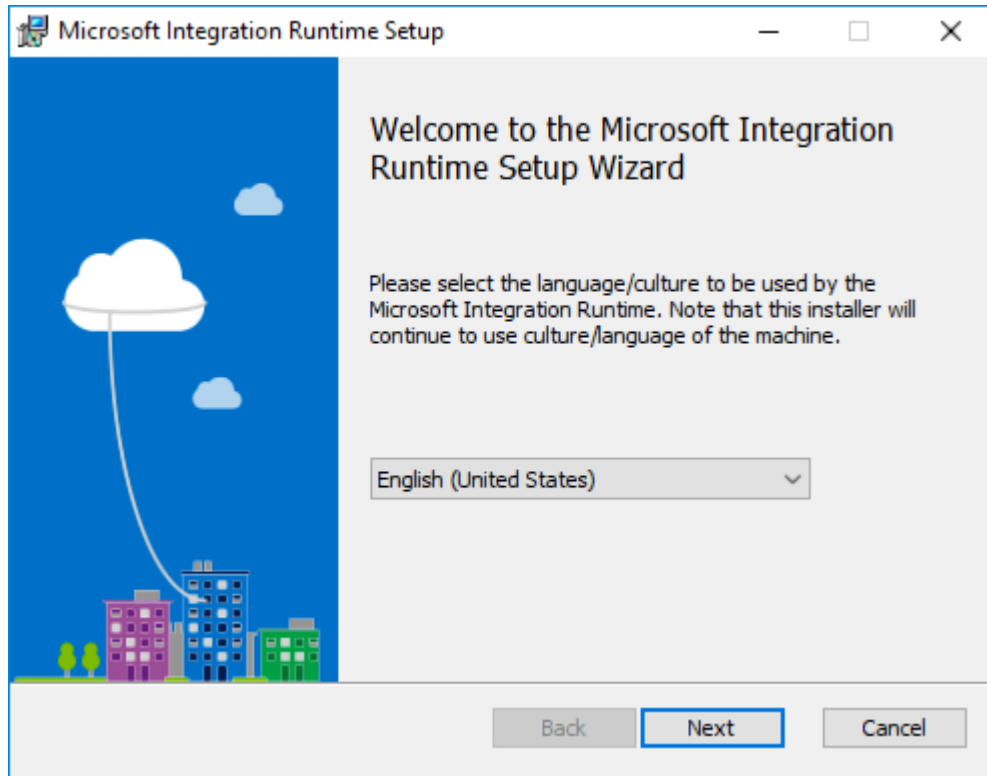 Microsoft Integration Runtime Setup
Welcome to the Microsoft Integration
Runtime Setup Wizard
Please select the language/culture to be used by the
Microsoft Integration Runtime. Note that this installer will
continue to use culture/language of the machine.
English (United States)
Back Next Cancel